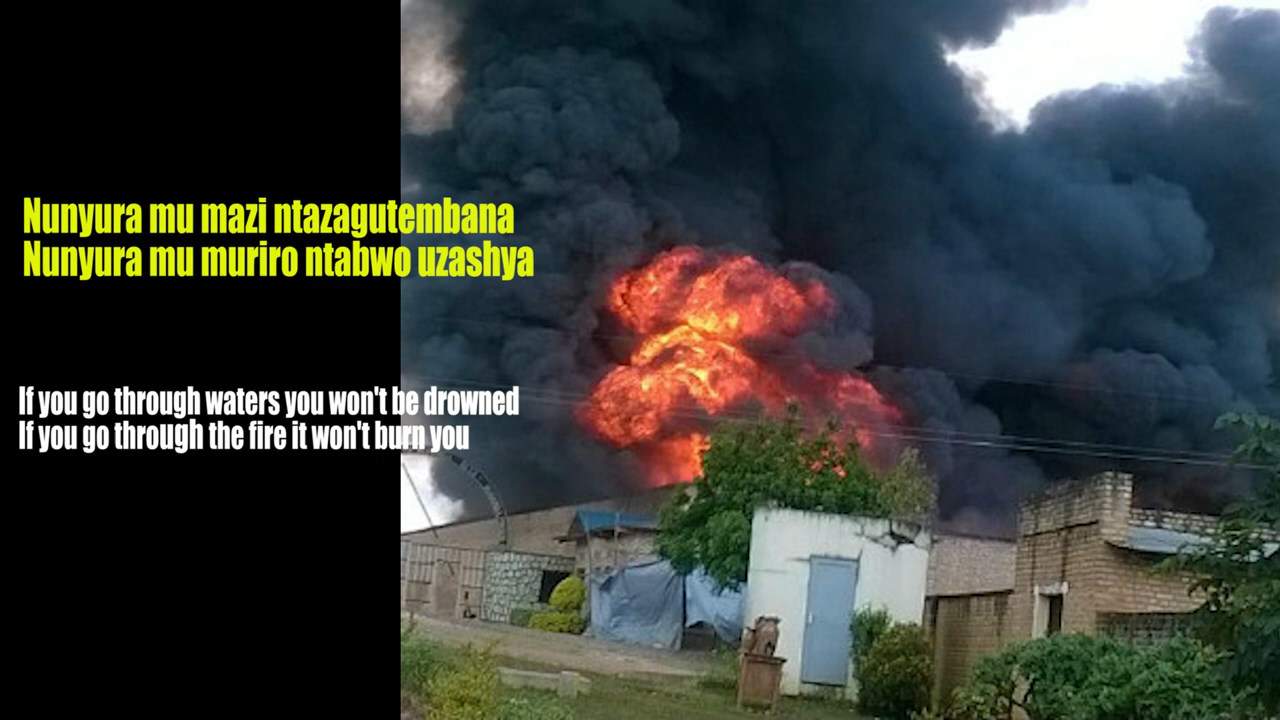 Nunyura mu mazi ntazagutembana
Nunyura mu muriro ntabwo uzashya
If you go through waters you won't be drowned
If you go through the fire it won't burn you